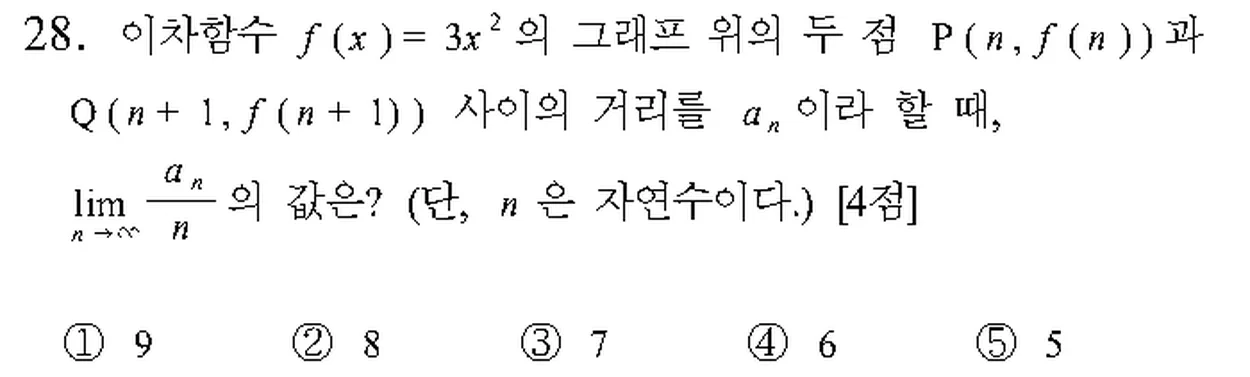 28. 이차함수 f(x)= 3x² 의 그래프 위의 두 점 P(n, f(n))과
Q(n+1, f(n+1)) 사이의 거리를 aₙ 이라 할 때,
lim n→∞ aₙ/n 의 값은? (단, n 은 자연수이다.) [4점]
① 9 ② 8 ③ 7 ④ 6 ⑤ 5